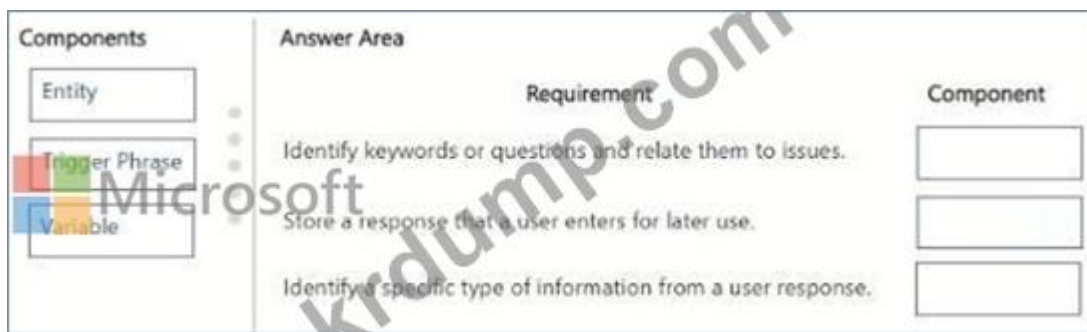 Components
Answer Area
Entity
Requirement
Component
Trigger Phrase
Identify keywords or questions and relate them to issues.
Microsoft
Variable
Store a response that a user enters for later use.
Identify a specific type of information from a user response.
krdump.com